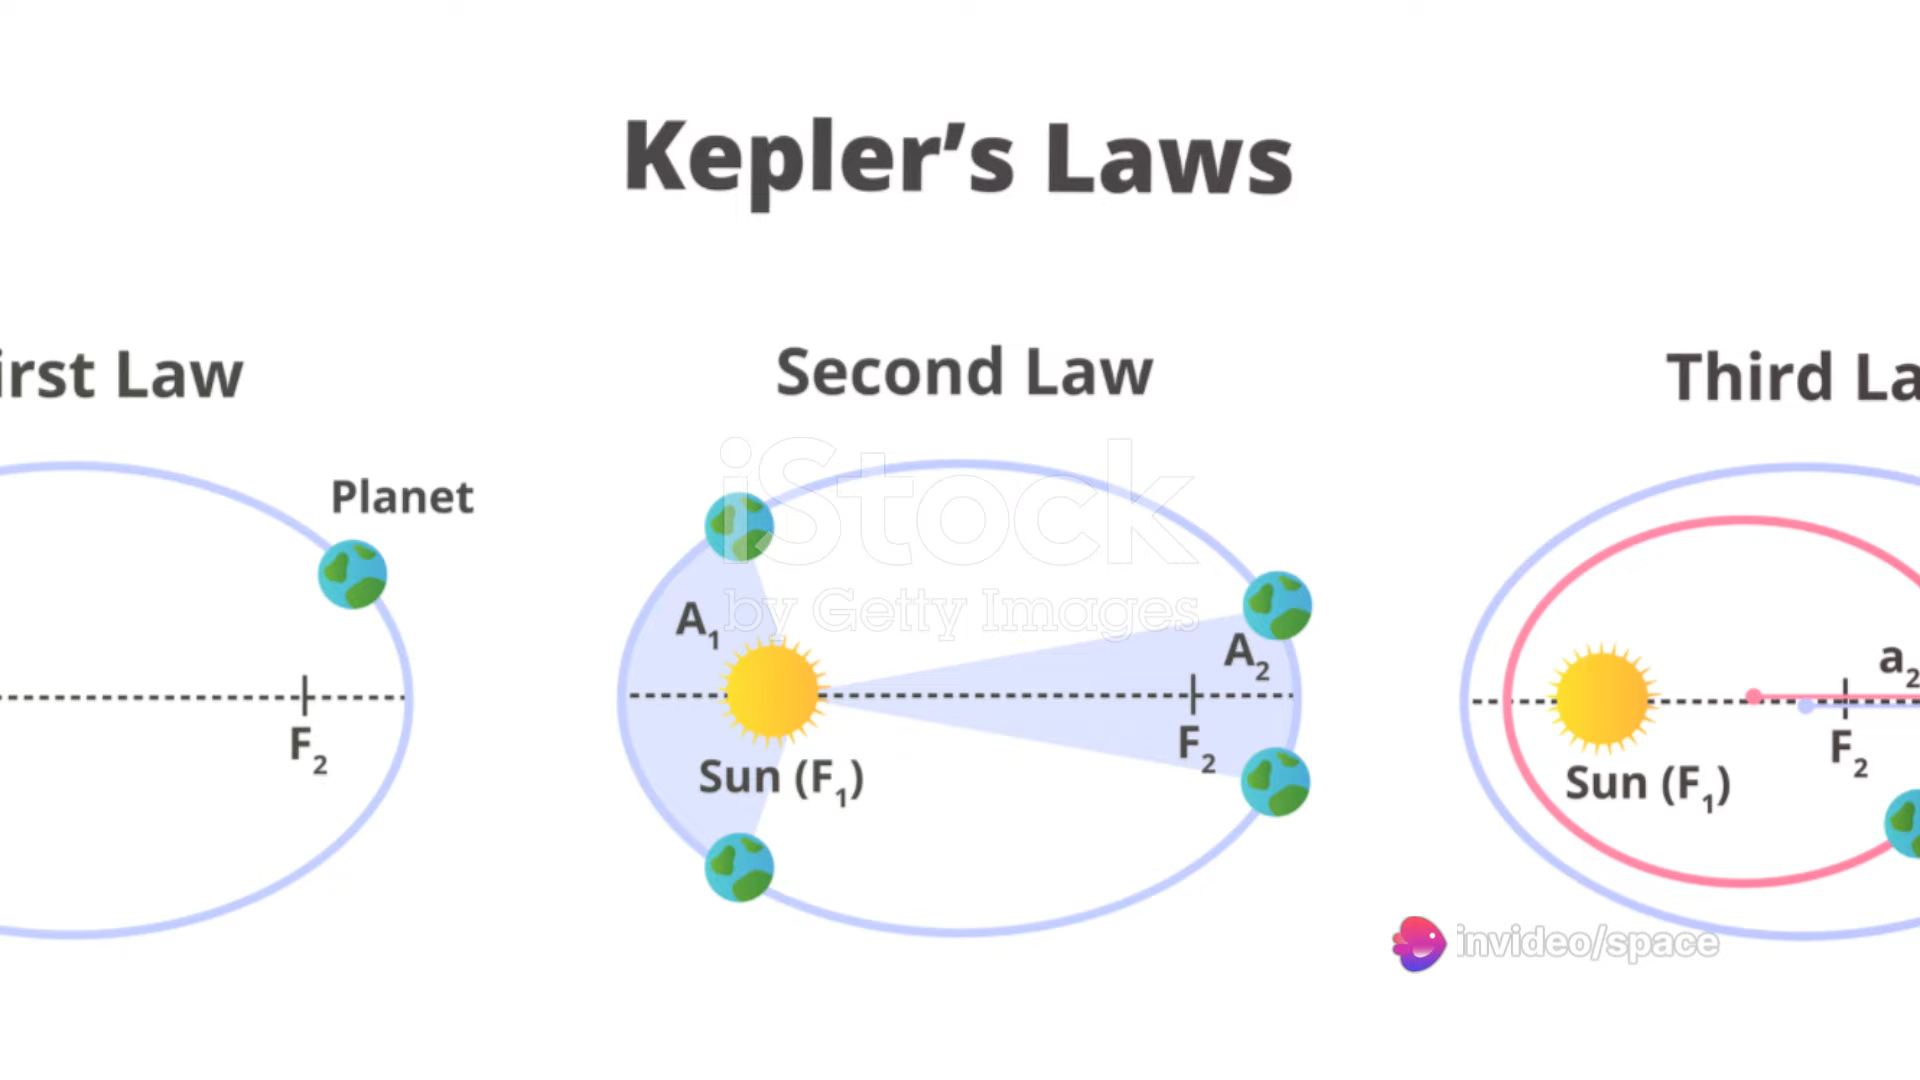 Kepler's Laws
irst Law
Second Law
Third La
Planet
F2
A1
A2
Sun (F1)
F2
a2
Sun (F1)
F2
iStock
by Getty Images
invideo/space